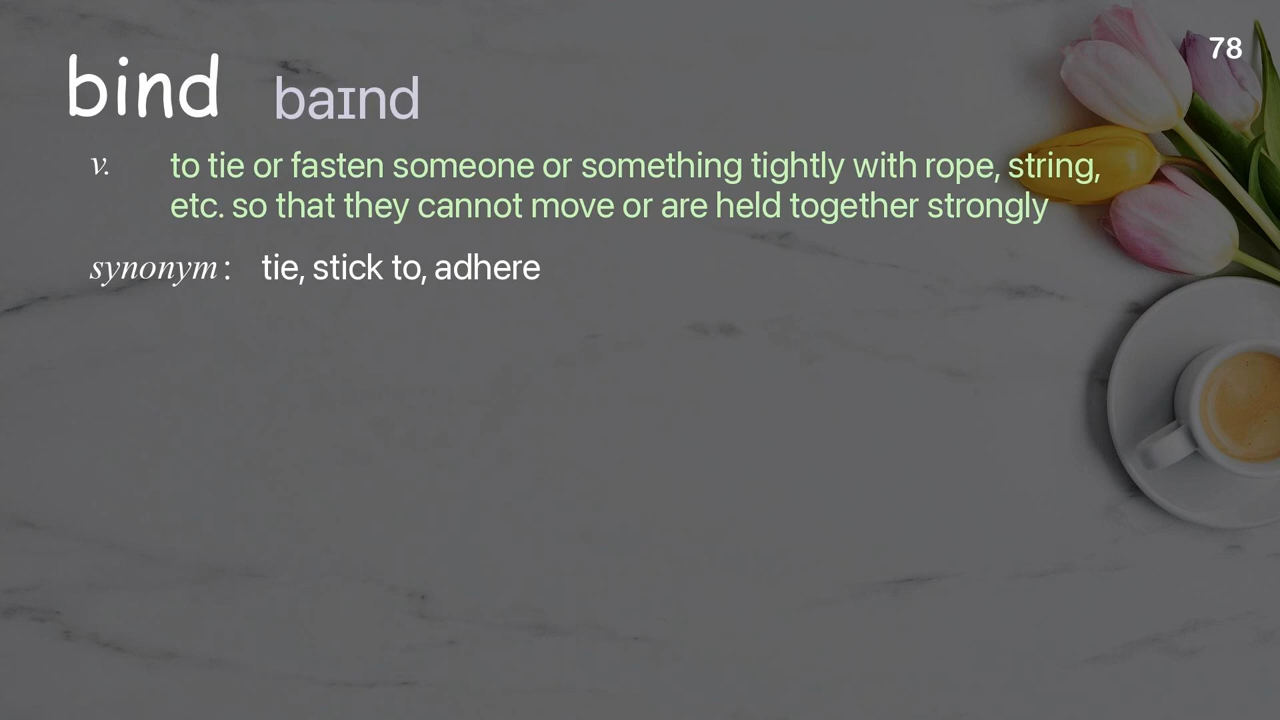 78
bind baɪnd
v. to tie or fasten someone or something tightly with rope, string,
etc. so that they cannot move or are held together strongly
synonym: tie, stick to, adhere